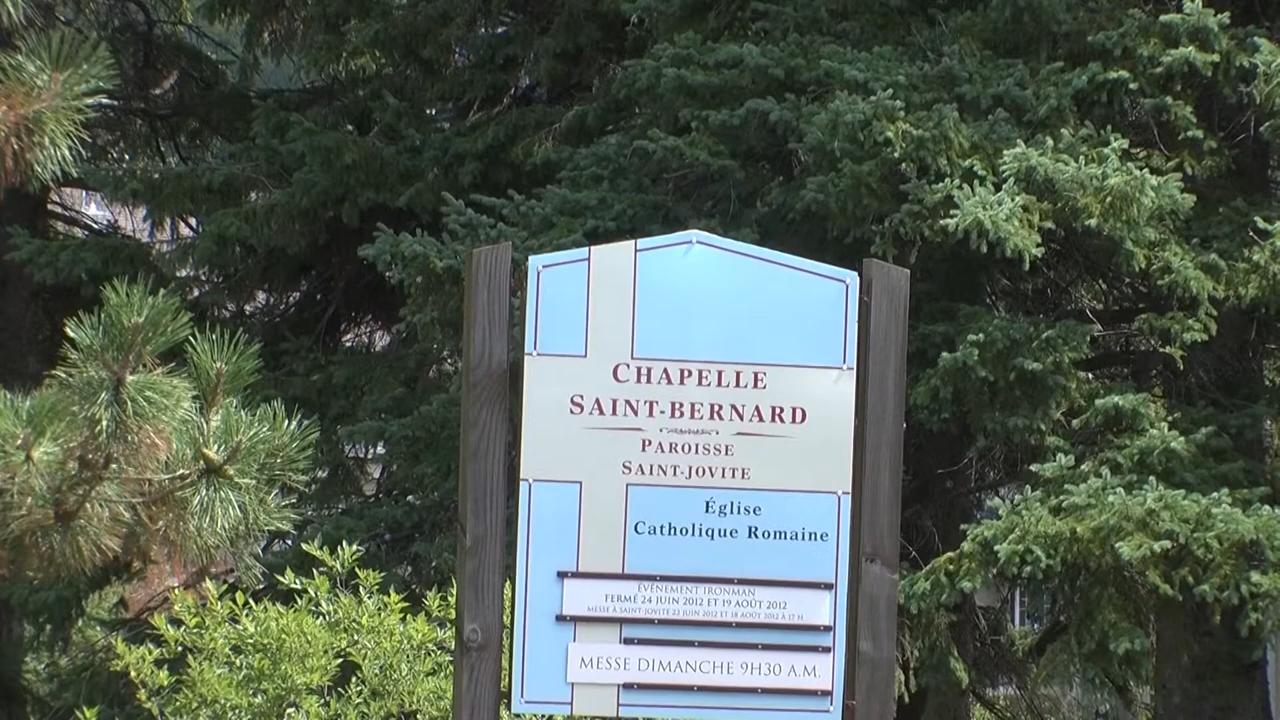 CHAPELLE
SAINT-BERNARD
PAROISSE
SAINT-JOVITE
Église
Catholique Romaine
ÉVÉNEMENT IRONMAN
FERMÉ 24 JUIN 2012 ET 19 AOÛT 2012
MESSE À SAINT-JOVITE 23 JUIN 2012 ET 18 AOUT 2012 À 17 H
MESSE DIMANCHE 9H30 A.M.